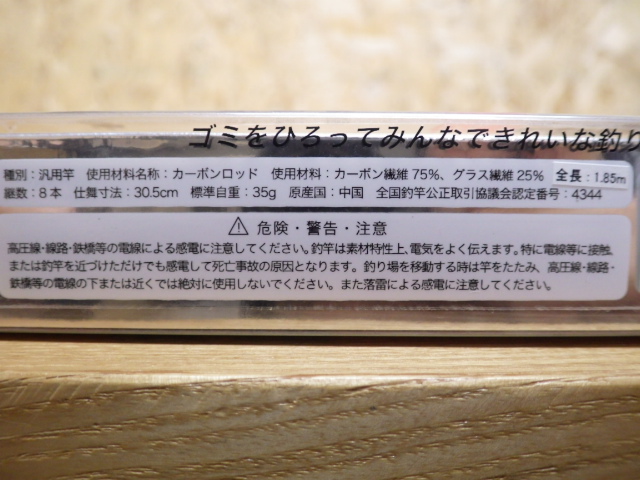 ゴミをひろってみんなできれいな釣り
種別：汎用竿 使用材料名称：カーボンロッド 使用材料：カーボン繊維 75%、グラス繊維 25% 全長：1.85m
継数：8本 仕舞寸法：30.5cm 標準自重：35g 原産国：中国 全国釣竿公正取引協議会認定番号：4344
危険・警告・注意
高圧線・線路・鉄橋等の電線による感電に注意してください。釣竿は素材特性上、電気をよく伝えます。特に電線等に接触、
または釣竿を近づけただけでも感電して死亡事故の原因となります。釣り場を移動する時は竿をたたみ、高圧線・線路・
鉄橋等の電線の下または近くでは絶対に使用しないでください。また落雷による感電に注意してください。